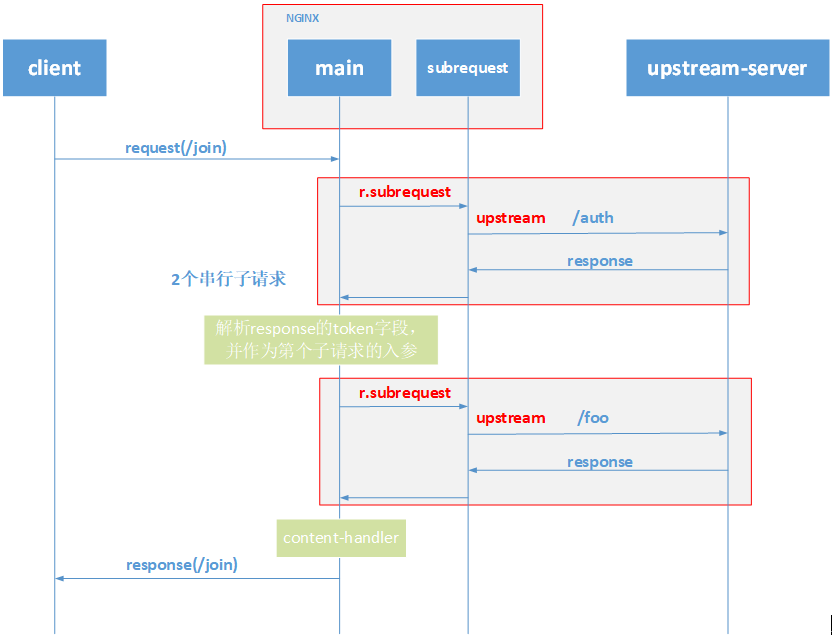 NGINX
client
main
subrequest
upstream-server
request(/join)
r.subrequest
upstream /auth
response
2个串行子请求
解析response的token字段，
并作为第个子请求的入参
r.subrequest
upstream /foo
response
content-handler
response(/join)